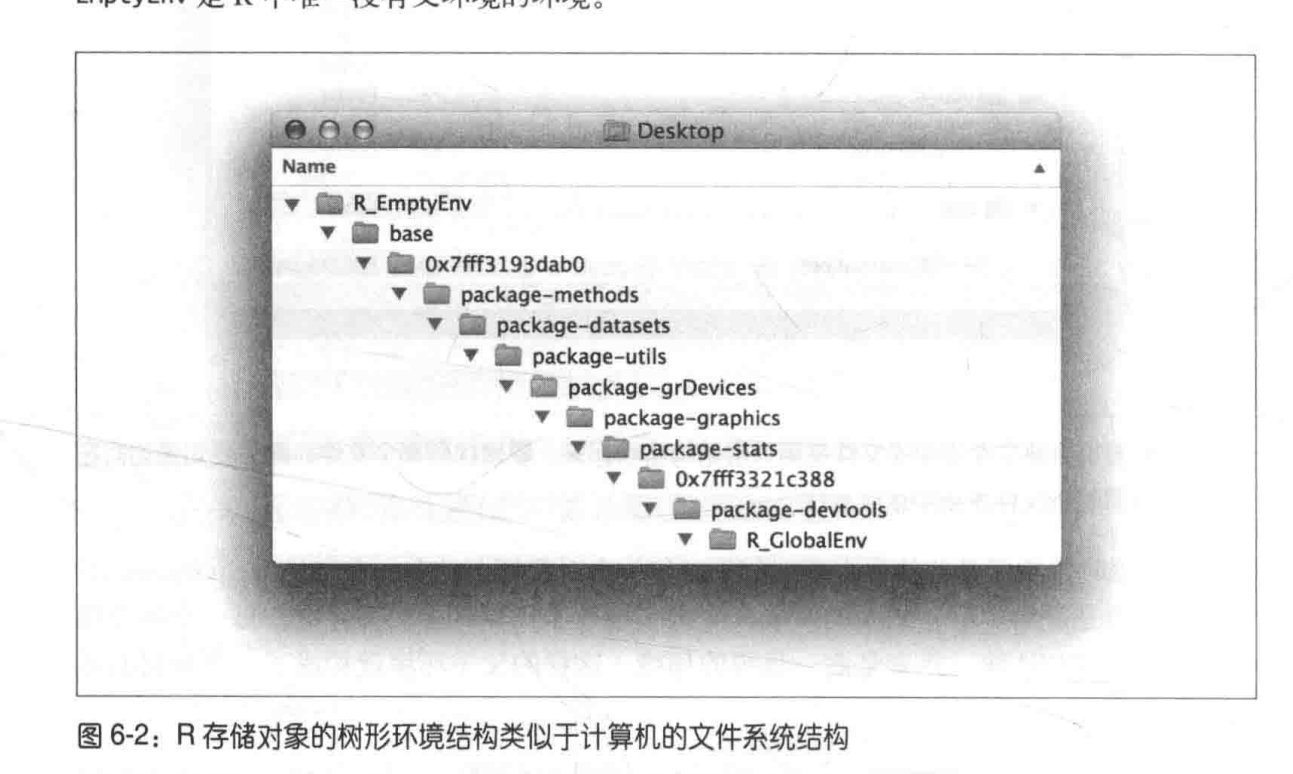 EmptyEnv 是 R 中唯一没有父环境的环境。
Desktop
Name
R_EmptyEnv
base
0x7fff3193dab0
package-methods
package-datasets
package-utils
package-grDevices
package-graphics
package-stats
0x7fff3321c388
package-devtools
R_GlobalEnv
图 6-2：R 存储对象的树形环境结构类似于计算机的文件系统结构